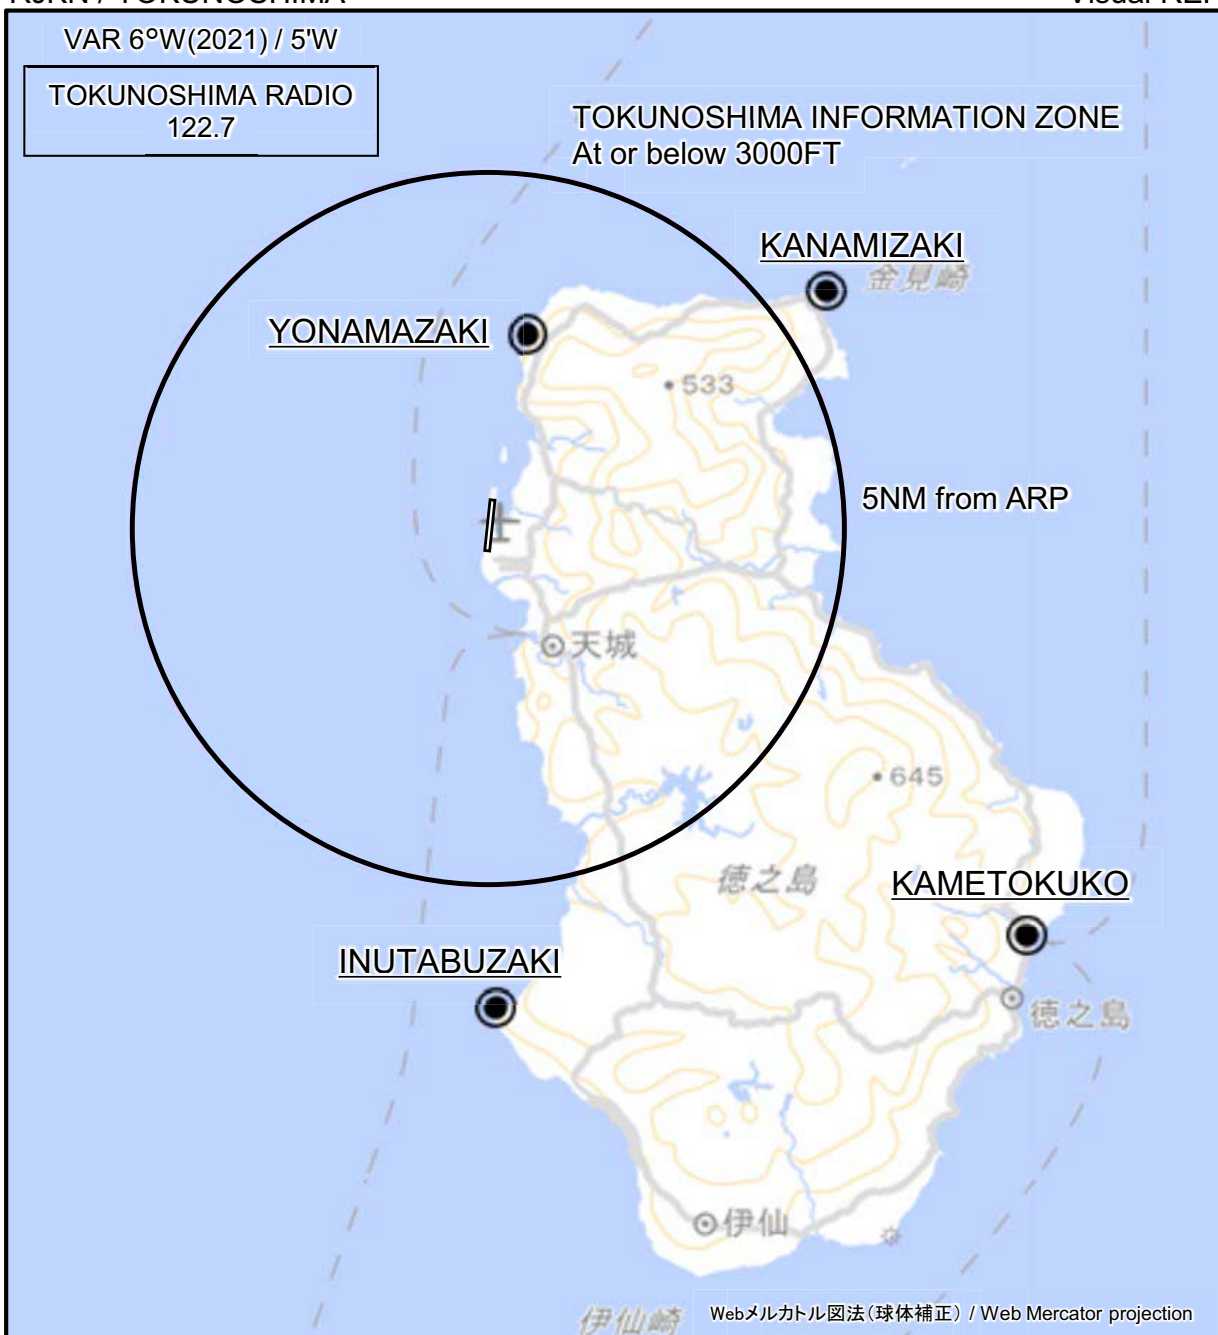 VAR 6°W(2021) / 5'W
TOKUNOSHIMA RADIO
122.7
TOKUNOSHIMA INFORMATION ZONE
At or below 3000FT
KANAMIZAKI
金見崎
YONAMAZAKI
533
5NM from ARP
天城
645
徳之島
KAMETOKUKO
INUTABUZAKI
徳之島
伊仙
伊仙崎
Webメルカトル図法(球体補正) / Web Mercator projection